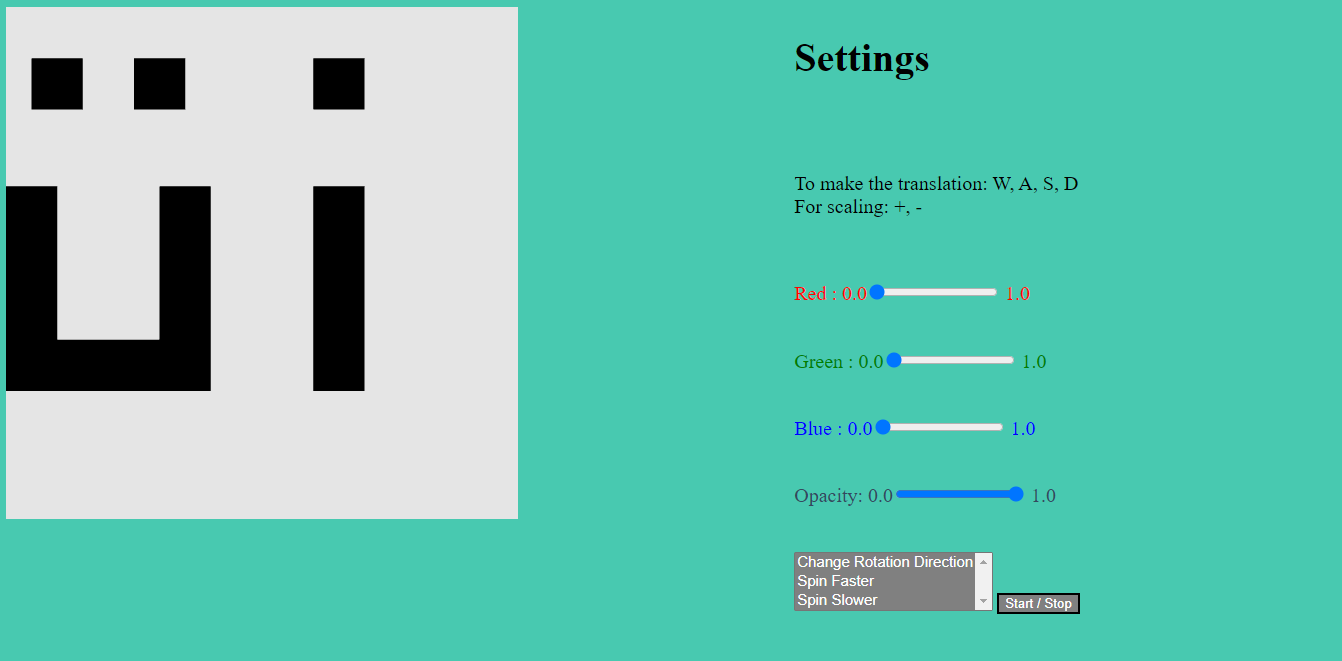 üi
Settings
To make the translation: W, A, S, D
For scaling: +, -
Red : 0.0 1.0
Green : 0.0 1.0
Blue : 0.0 1.0
Opacity: 0.0 1.0
Change Rotation Direction
Spin Faster
Spin Slower
Start / Stop